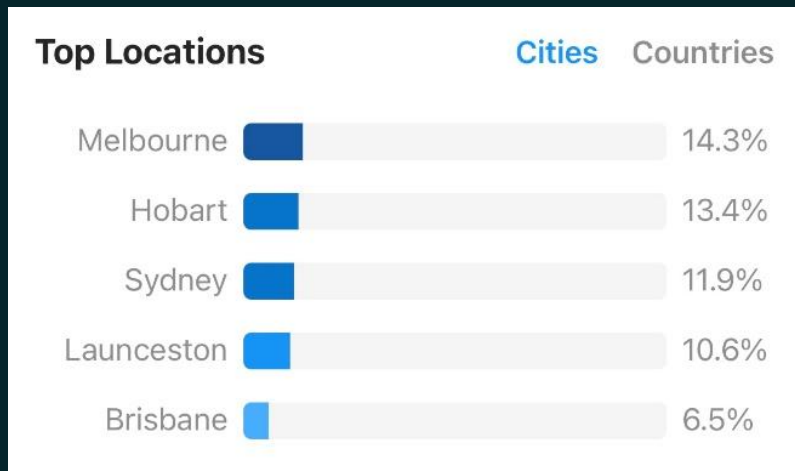 Top Locations Cities Countries
Melbourne 14.3%
Hobart 13.4%
Sydney 11.9%
Launceston 10.6%
Brisbane 6.5%